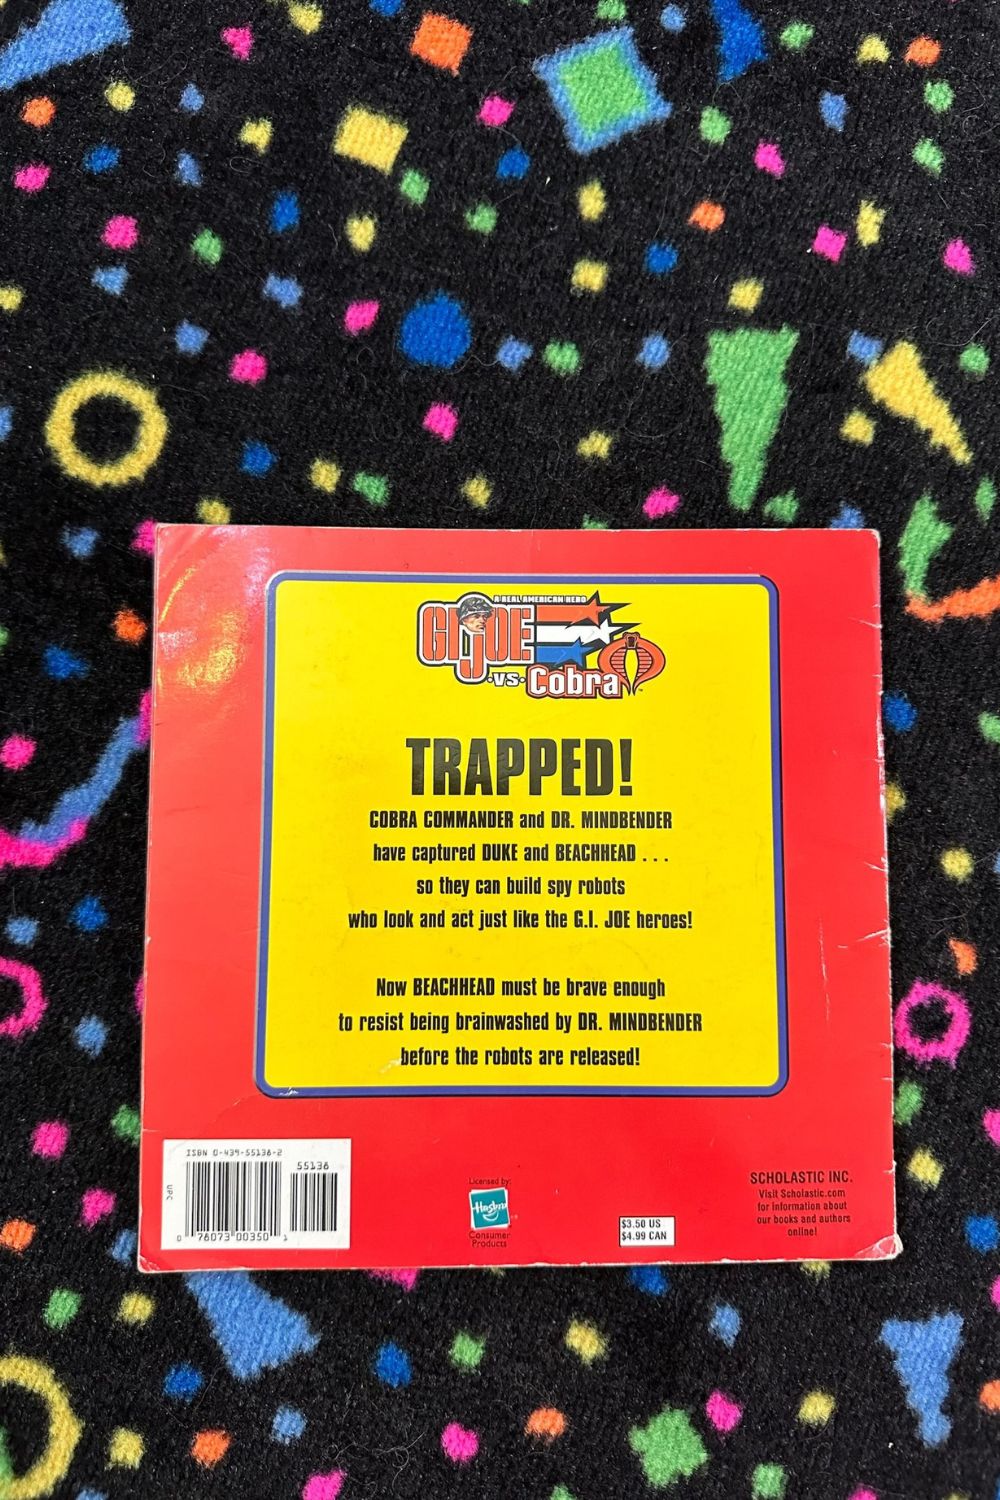 A REAL AMERICAN HERO
GI JOE
·VS·Cobra
TM
TRAPPED!
COBRA COMMANDER and DR. MINDBENDER
have captured DUKE and BEACHHEAD . . .
so they can build spy robots
who look and act just like the G.I. JOE heroes!
Now BEACHHEAD must be brave enough
to resist being brainwashed by DR. MINDBENDER
before the robots are released!
ISBN 0-439-55136-2
55136
UPC
0 78073 00350 1
Licensed by:
Hasbro
Consumer
Products
$3.50 US
$4.99 CAN
SCHOLASTIC INC.
Visit Scholastic.com
for information about
our books and authors
online!